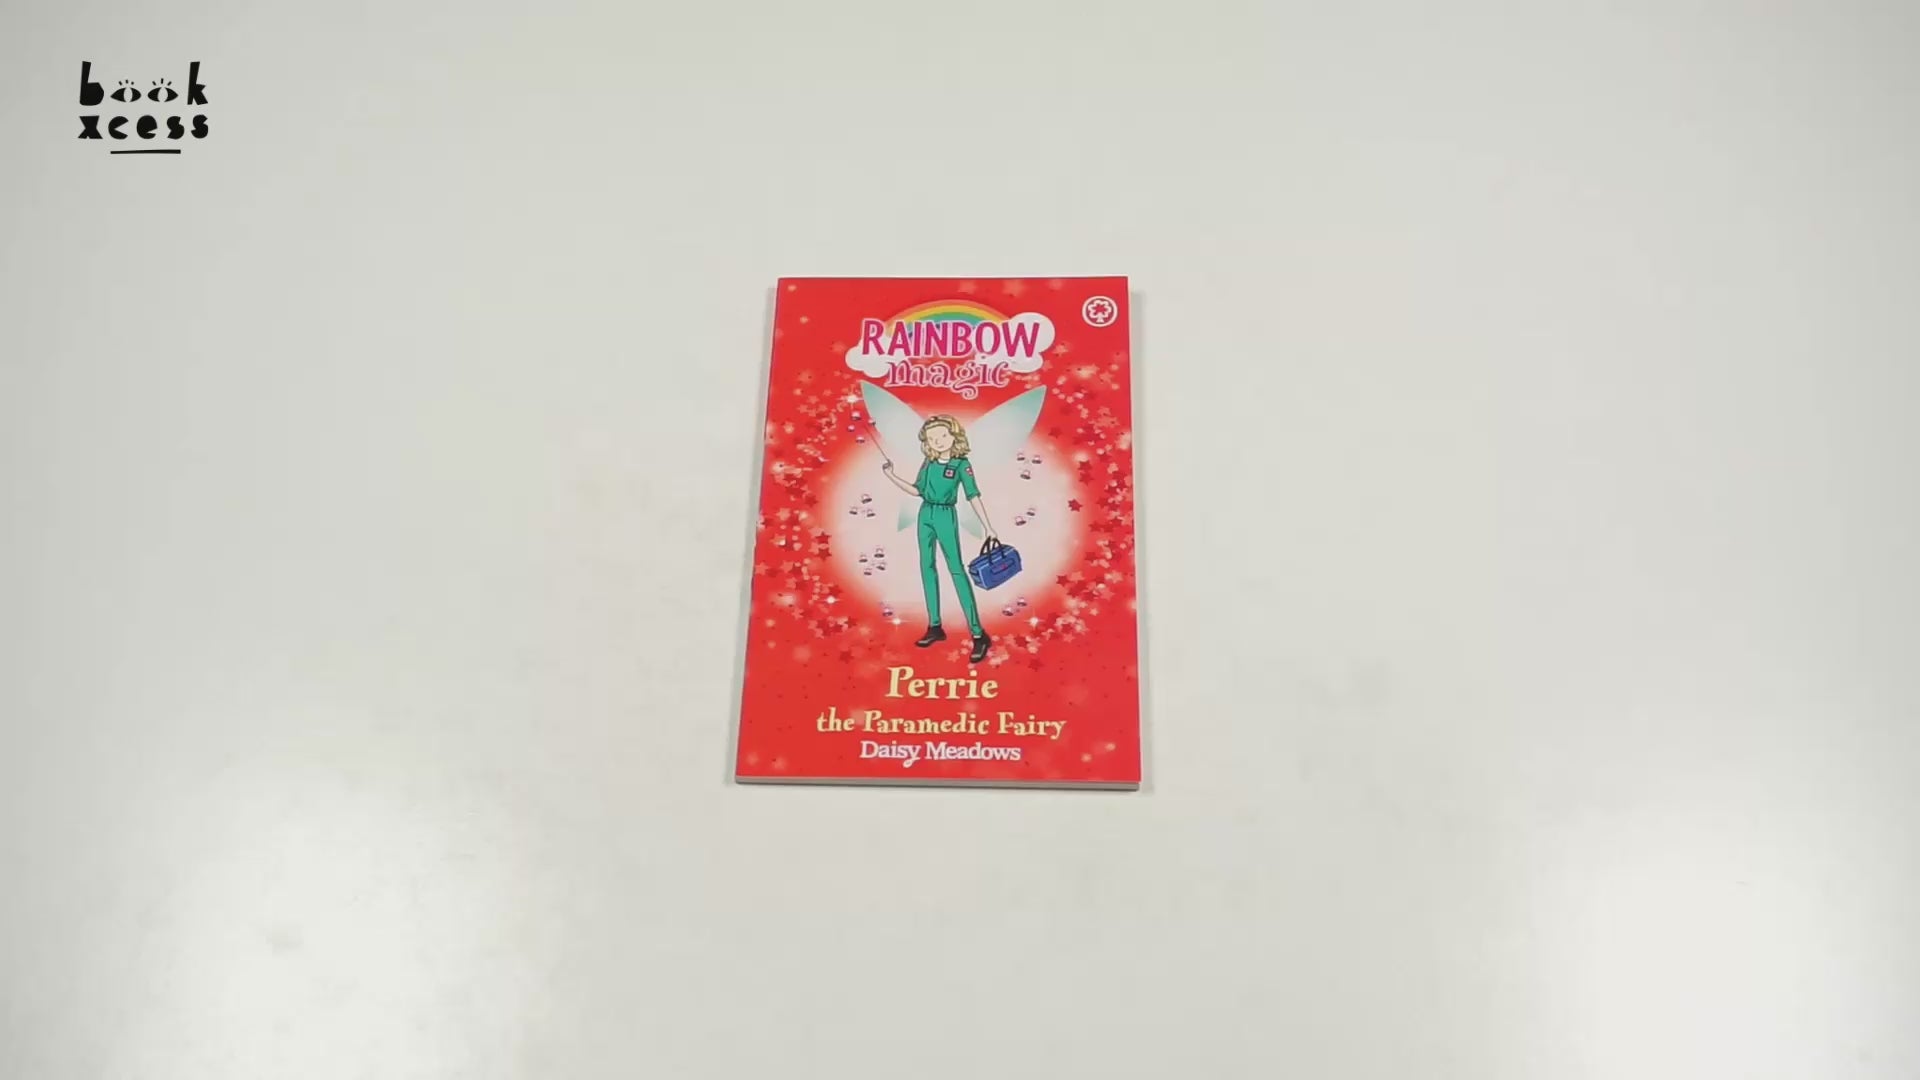 book
xcess
RAINBOW
magic
Perrie
the Paramedic Fairy
Daisy Meadows